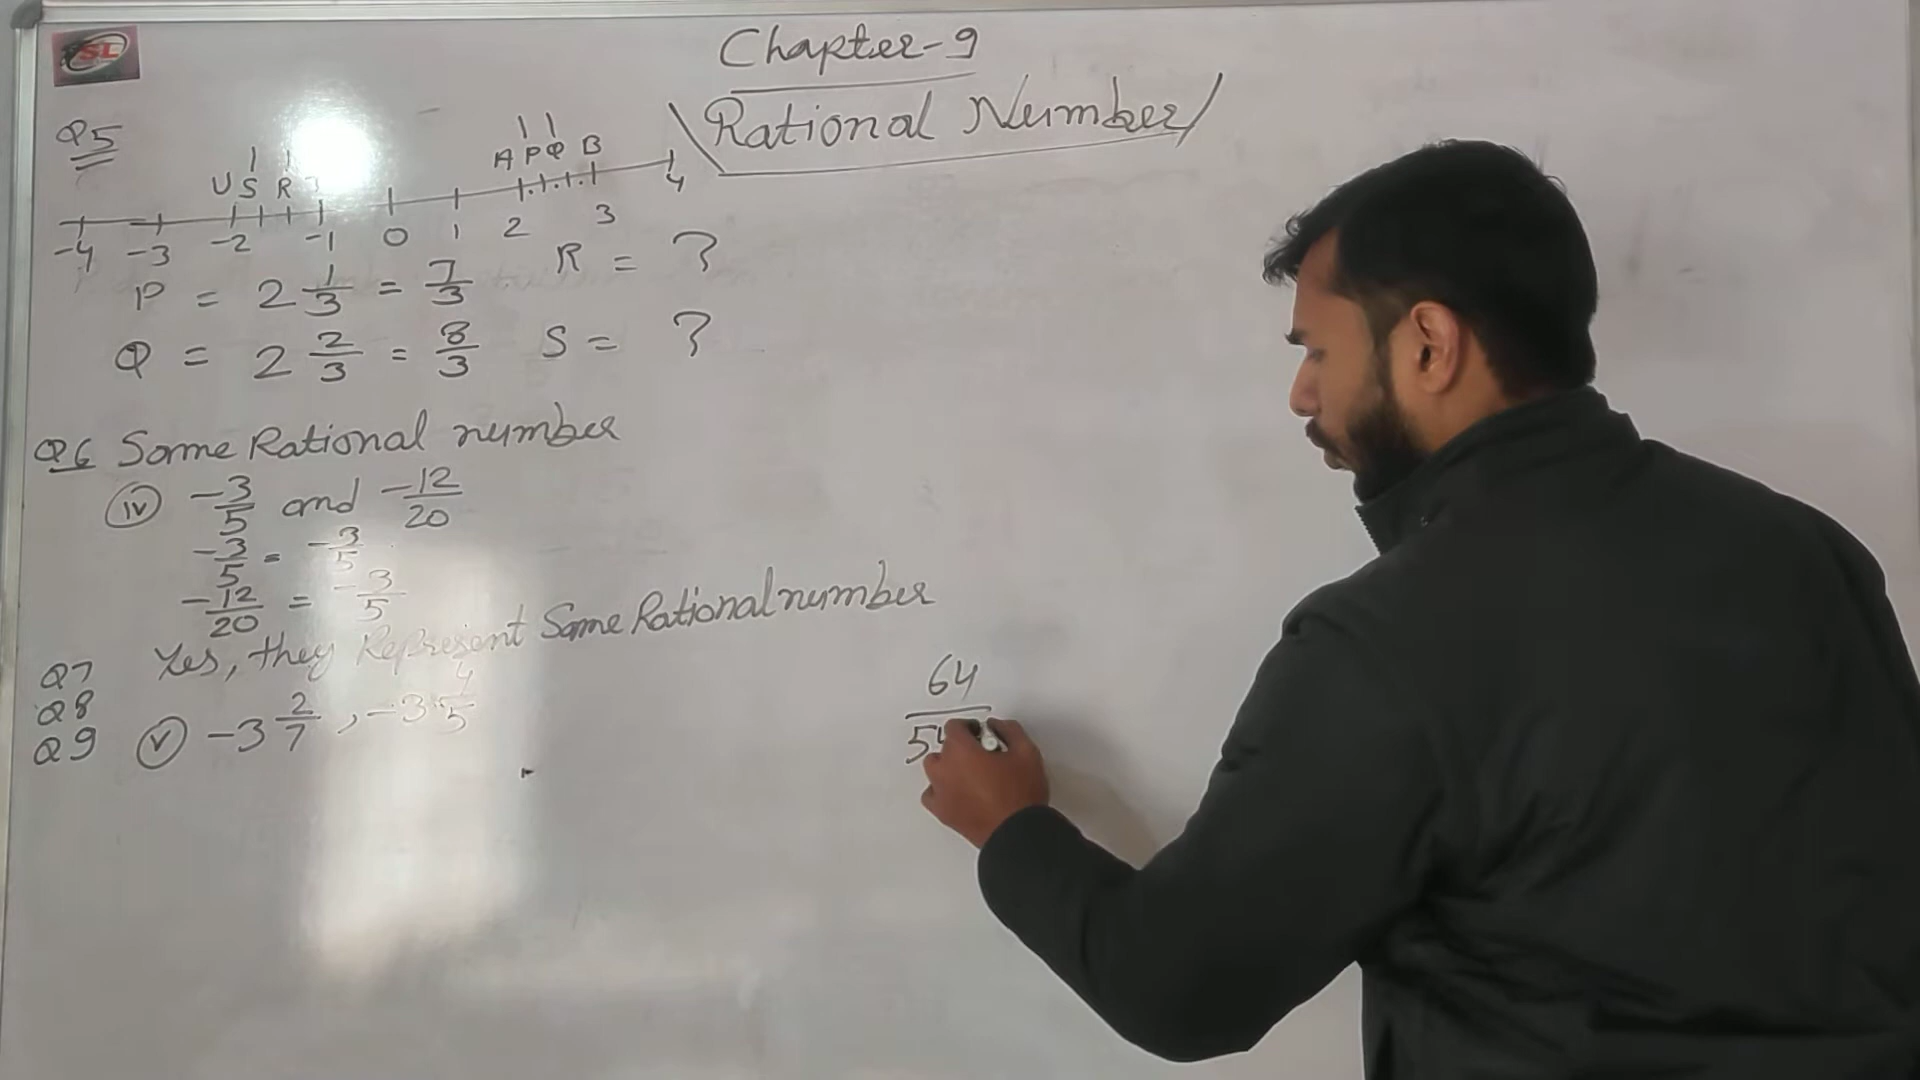 SL
Chapter-9
Rational Number
Q5
A P Q B
U S R
-4 -3 -2 -1 0 1 2 3 4
P = 2 1/3 = 7/3 R = ?
Q = 2 2/3 = 8/3 S = ?
Q6 Same Rational number
(iv) -3/5 and -12/20
-3/5 = -3/5
-12/20 = -3/5
Yes, they Represent Same Rational number
Q7
Q8
Q9 (v) -3 2/7 , -3 4/5
64